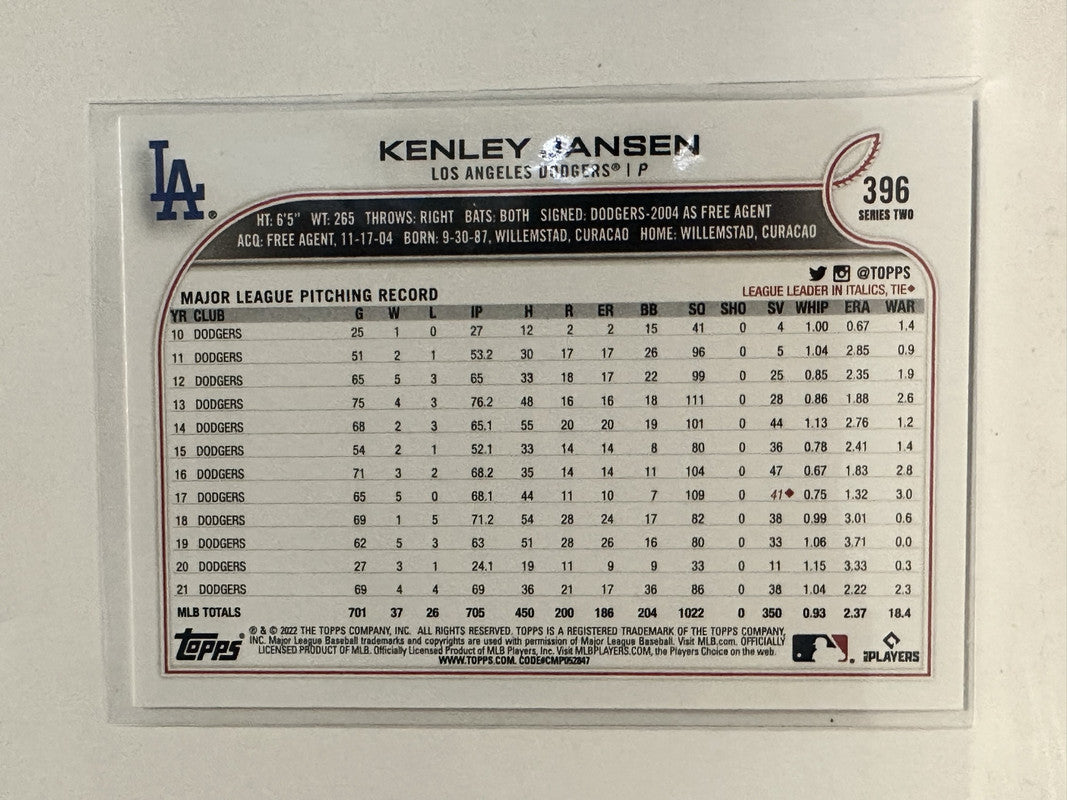 LA®
KENLEY JANSEN
LOS ANGELES DODGERS® | P
396
SERIES TWO
HT: 6'5" WT: 265 THROWS: RIGHT BATS: BOTH SIGNED: DODGERS-2004 AS FREE AGENT
ACQ: FREE AGENT, 11-17-04 BORN: 9-30-87, WILLEMSTAD, CURACAO HOME: WILLEMSTAD, CURACAO
@TOPPS
MAJOR LEAGUE PITCHING RECORD
LEAGUE LEADER IN ITALICS, TIE◆
YR CLUB G W L IP H R ER BB SO SHO SV WHIP ERA WAR
10 DODGERS 25 1 0 27 12 2 2 15 41 0 4 1.00 0.67 1.4
11 DODGERS 51 2 1 53.2 30 17 17 26 96 0 5 1.04 2.85 0.9
12 DODGERS 65 5 3 65 33 18 17 22 99 0 25 0.85 2.35 1.9
13 DODGERS 75 4 3 76.2 48 16 16 18 111 0 28 0.86 1.88 2.6
14 DODGERS 68 2 3 65.1 55 20 20 19 101 0 44 1.13 2.76 1.2
15 DODGERS 54 2 1 52.1 33 14 14 8 80 0 36 0.78 2.41 1.4
16 DODGERS 71 3 2 68.2 35 14 14 11 104 0 47 0.67 1.83 2.8
17 DODGERS 65 5 0 68.1 44 11 10 7 109 0 41◆ 0.75 1.32 3.0
18 DODGERS 69 1 5 71.2 54 28 24 17 82 0 38 0.99 3.01 0.6
19 DODGERS 62 5 3 63 51 28 26 16 80 0 33 1.06 3.71 0.0
20 DODGERS 27 3 1 24.1 19 11 9 9 33 0 11 1.15 3.33 0.3
21 DODGERS 69 4 4 69 36 21 17 36 86 0 38 1.04 2.22 2.3
MLB TOTALS 701 37 26 705 450 200 186 204 1022 0 350 0.93 2.37 18.4
Topps®
® & © 2022 THE TOPPS COMPANY, INC. ALL RIGHTS RESERVED. TOPPS IS A REGISTERED TRADEMARK OF THE TOPPS COMPANY,
INC. Major League Baseball trademarks and copyrights are used with permission of Major League Baseball. Visit MLB.com. OFFICIALLY
LICENSED PRODUCT OF MLB. Officially Licensed Product of MLB Players, Inc. Visit MLBPLAYERS.COM, the Players Choice on the web.
WWW.TOPPS.COM. CODE#CMP052847
MLB PLAYERS